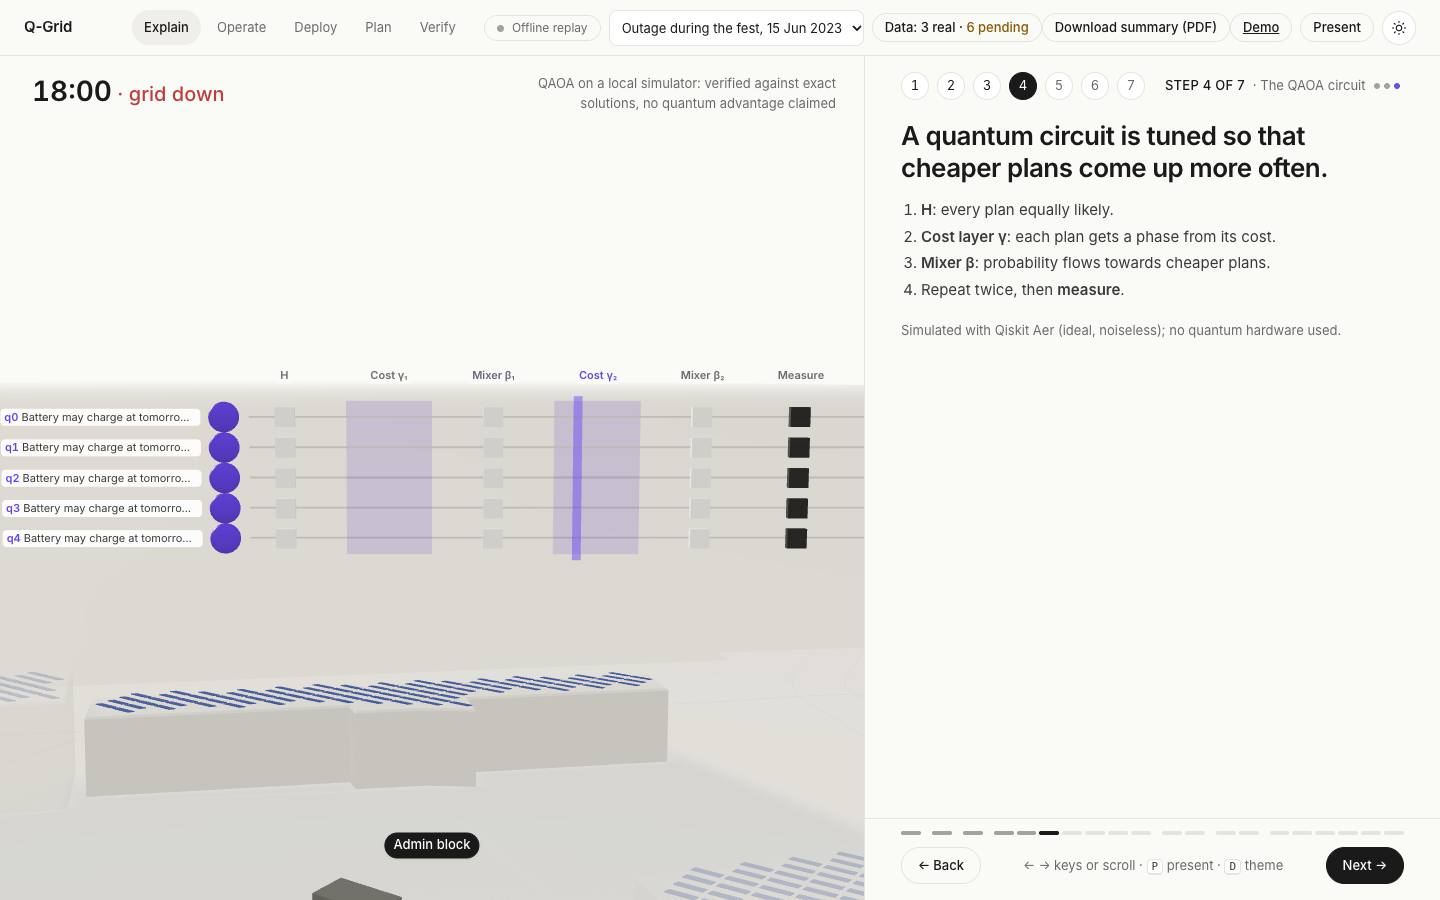 Q-Grid
Explain
Operate
Deploy
Plan
Verify
Offline replay
Outage during the fest, 15 Jun 2023
Data: 3 real · 6 pending
Download summary (PDF)
Demo
Present
18:00 · grid down
QAOA on a local simulator: verified against exact
solutions, no quantum advantage claimed
H
Cost γ₁
Mixer β₁
Cost γ₂
Mixer β₂
Measure
q0 Battery may charge at tomorro...
q1 Battery may charge at tomorro...
q2 Battery may charge at tomorro...
q3 Battery may charge at tomorro...
q4 Battery may charge at tomorro...
Admin block
1 2 3 4 5 6 7
STEP 4 OF 7 · The QAOA circuit
A quantum circuit is tuned so that
cheaper plans come up more often.
1. H: every plan equally likely.
2. Cost layer γ: each plan gets a phase from its cost.
3. Mixer β: probability flows towards cheaper plans.
4. Repeat twice, then measure.
Simulated with Qiskit Aer (ideal, noiseless); no quantum hardware used.
← Back
← → keys or scroll · P present · D theme
Next →